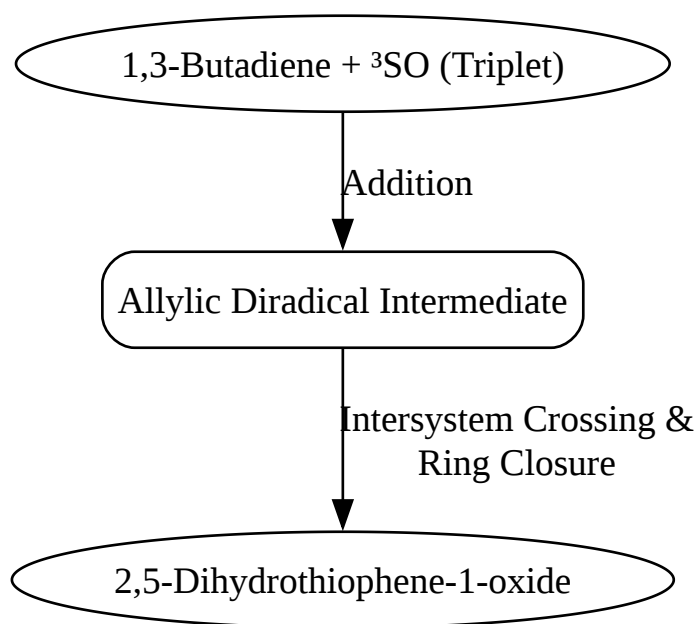 1,3-Butadiene + ³SO (Triplet)
Addition
Allylic Diradical Intermediate
Intersystem Crossing &
Ring Closure
2,5-Dihydrothiophene-1-oxide